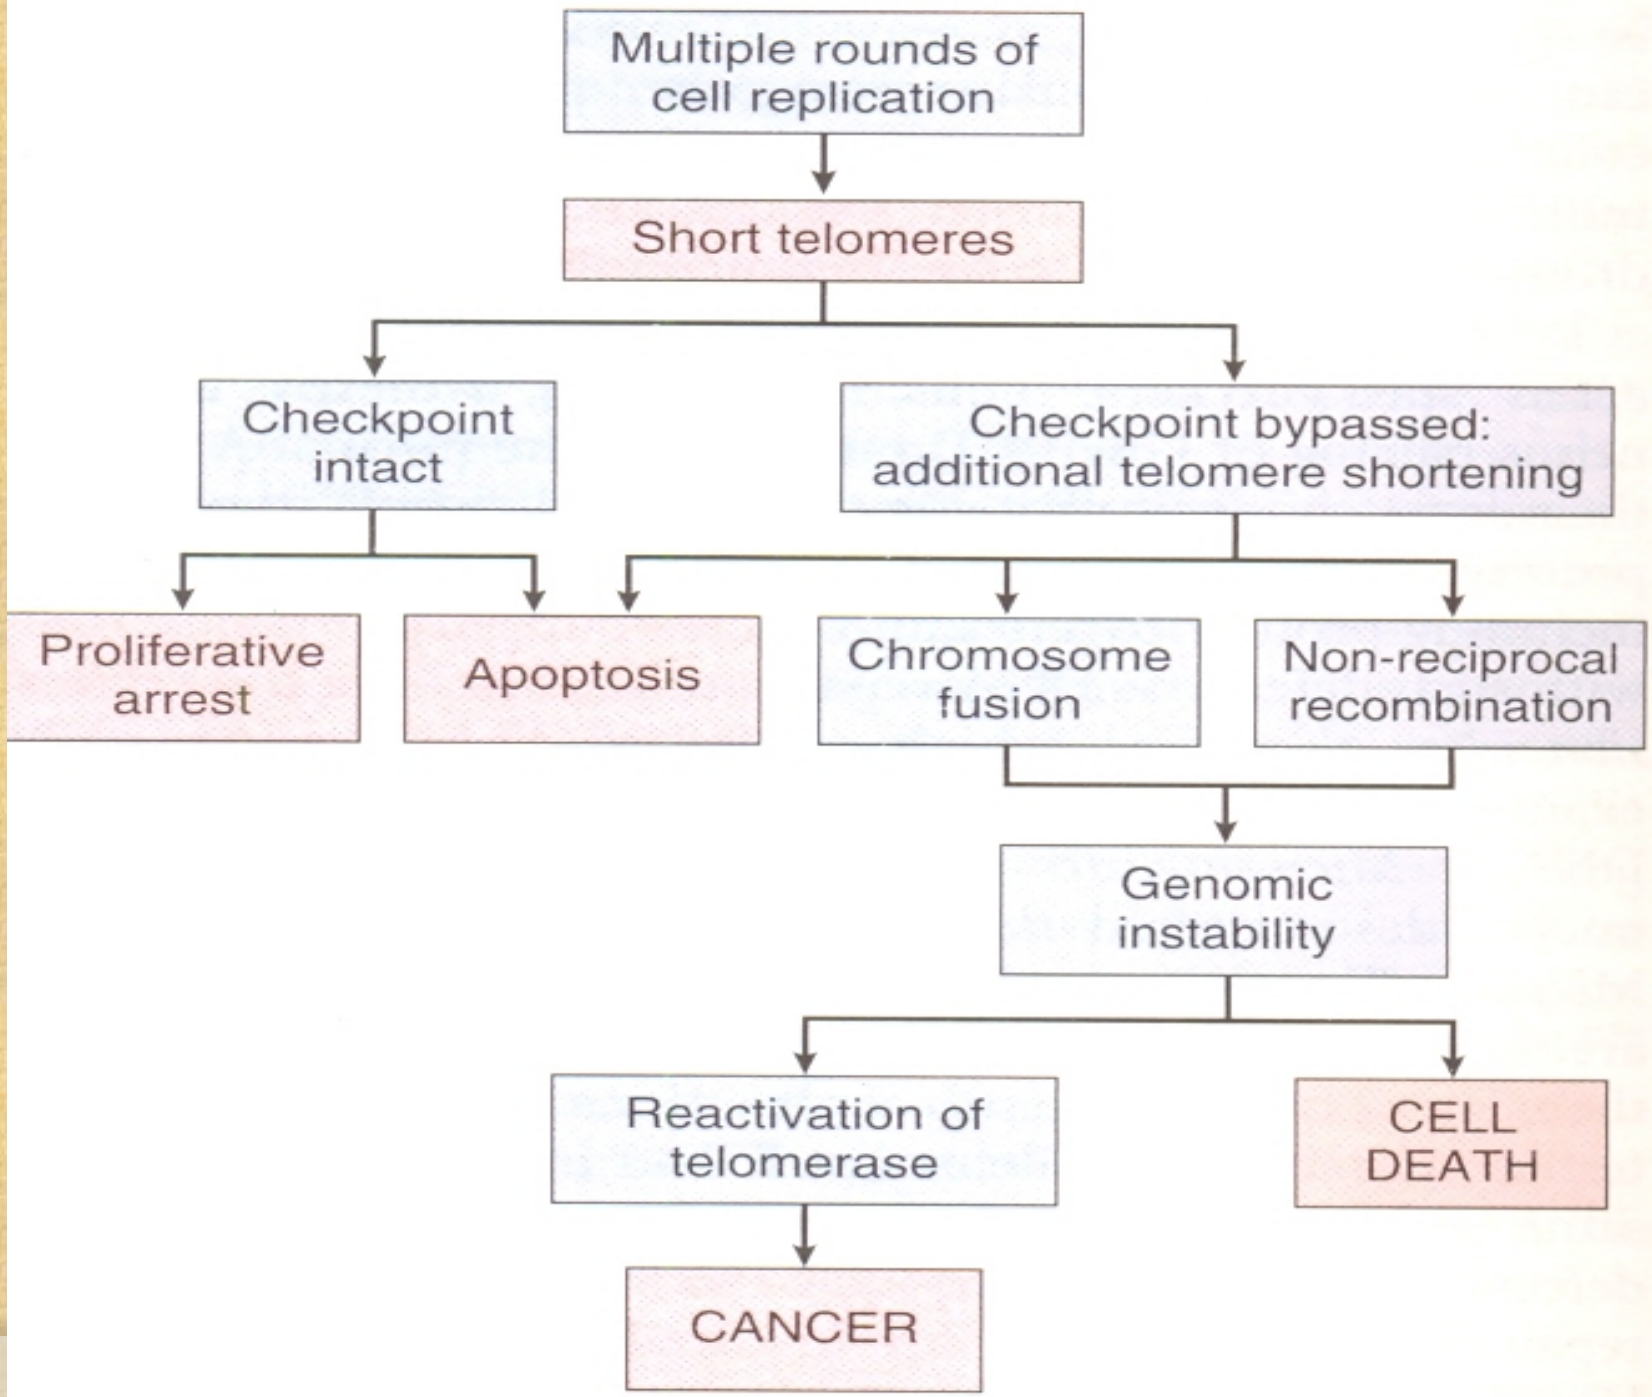 Multiple rounds of
cell replication
Short telomeres
Checkpoint
intact
Checkpoint bypassed:
additional telomere shortening
Proliferative
arrest
Apoptosis
Chromosome
fusion
Non-reciprocal
recombination
Genomic
instability
Reactivation of
telomerase
CELL
DEATH
CANCER